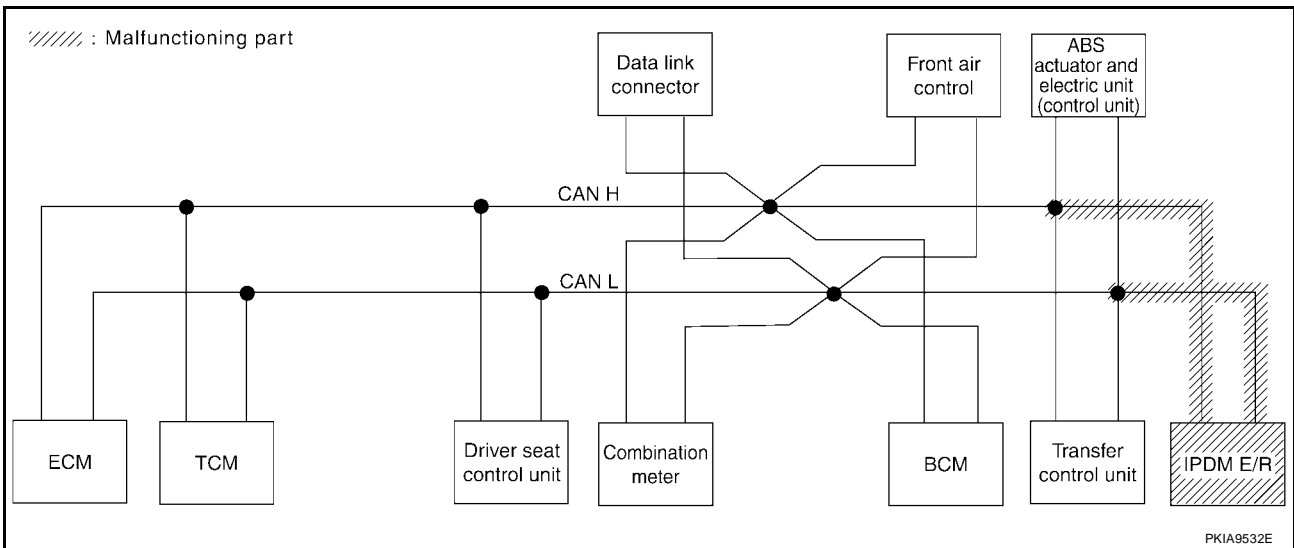 : Malfunctioning part
Data link
connector
Front air
control
ABS
actuator and
electric unit
(control unit)
CAN H
CAN L
ECM
TCM
Driver seat
control unit
Combination
meter
BCM
Transfer
control unit
IPDM E/R
PKIA9532E